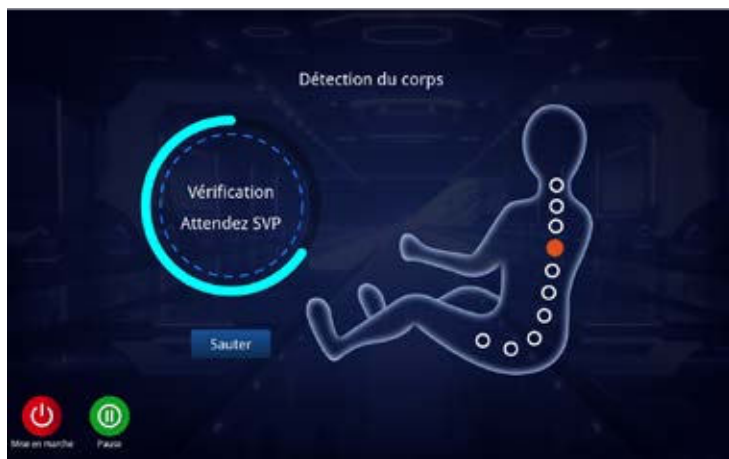 Détection du corps
Vérification
Attendez SVP
Sauter
Mise en marche
Pause